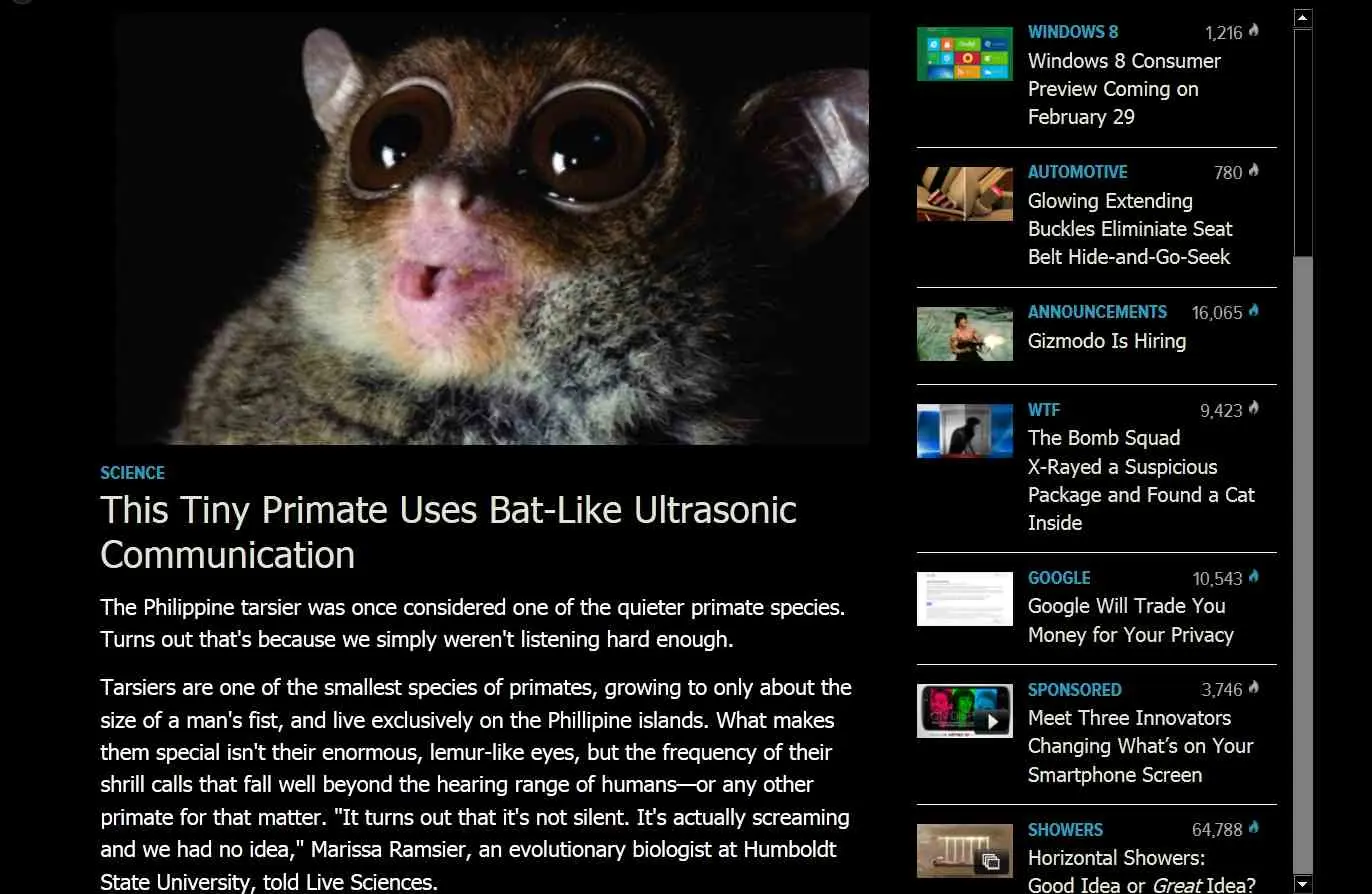 SCIENCE
This Tiny Primate Uses Bat-Like Ultrasonic
Communication
The Philippine tarsier was once considered one of the quieter primate species.
Turns out that's because we simply weren't listening hard enough.
Tarsiers are one of the smallest species of primates, growing to only about the
size of a man's fist, and live exclusively on the Phillipine islands. What makes
them special isn't their enormous, lemur-like eyes, but the frequency of their
shrill calls that fall well beyond the hearing range of humans—or any other
primate for that matter. "It turns out that it's not silent. It's actually screaming
and we had no idea," Marissa Ramsier, an evolutionary biologist at Humboldt
State University, told Live Sciences.
WINDOWS 8 1,216
Windows 8 Consumer
Preview Coming on
February 29
AUTOMOTIVE 780
Glowing Extending
Buckles Eliminiate Seat
Belt Hide-and-Go-Seek
ANNOUNCEMENTS 16,065
Gizmodo Is Hiring
WTF 9,423
The Bomb Squad
X-Rayed a Suspicious
Package and Found a Cat
Inside
GOOGLE 10,543
Google Will Trade You
Money for Your Privacy
SPONSORED 3,746
Meet Three Innovators
Changing What’s on Your
Smartphone Screen
SHOWERS 64,788
Horizontal Showers:
Good Idea or Great Idea?